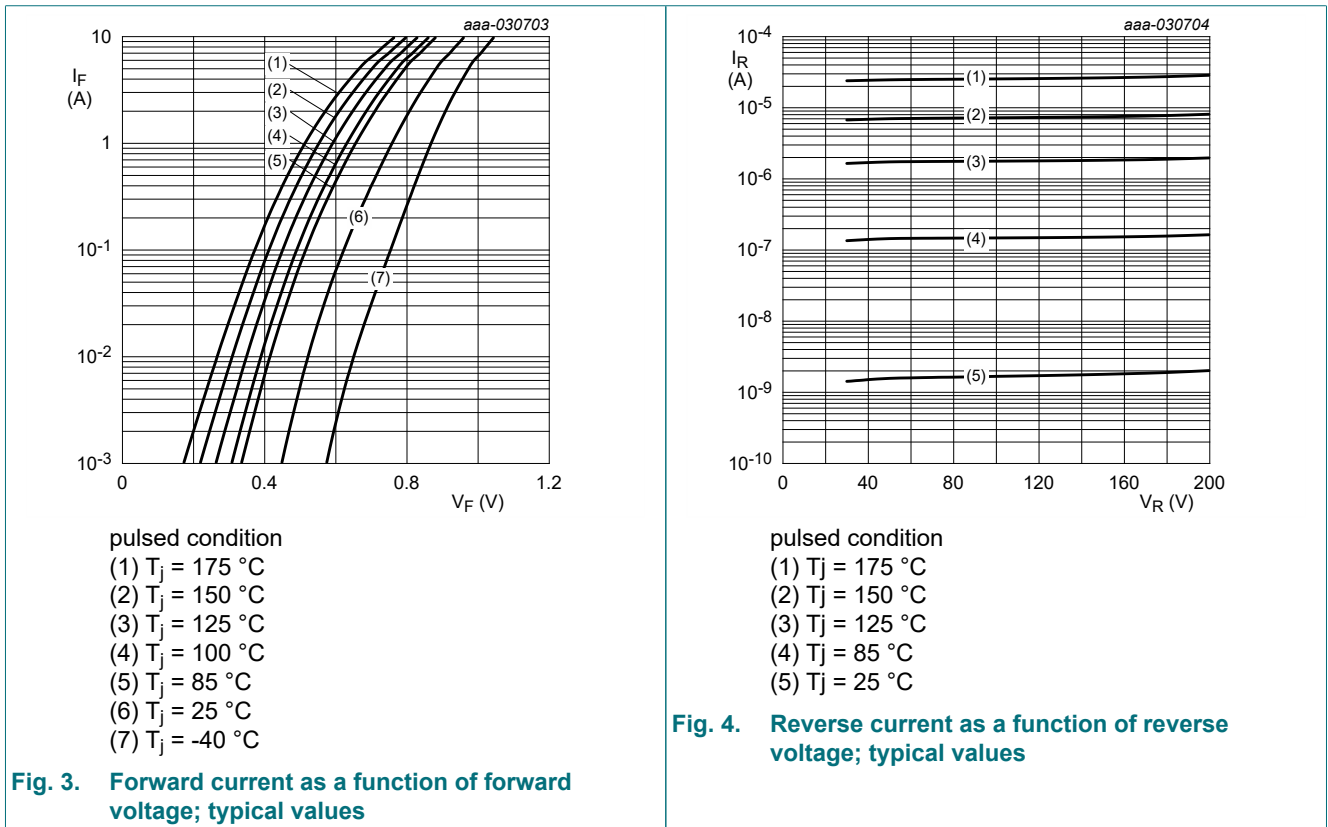 aaa-030703
10
I_F
(A)
1
10^-1
10^-2
10^-3
(1)
(2)
(3)
(4)
(5)
(6)
(7)
0
0.4
0.8
1.2
V_F (V)
pulsed condition
(1) T_j = 175 °C
(2) T_j = 150 °C
(3) T_j = 125 °C
(4) T_j = 100 °C
(5) T_j = 85 °C
(6) T_j = 25 °C
(7) T_j = -40 °C
Fig. 3. Forward current as a function of forward
voltage; typical values
aaa-030704
10^-4
I_R
(A)
10^-5
10^-6
10^-7
10^-8
10^-9
10^-10
(1)
(2)
(3)
(4)
(5)
0
40
80
120
160
200
V_R (V)
pulsed condition
(1) Tj = 175 °C
(2) Tj = 150 °C
(3) Tj = 125 °C
(4) Tj = 85 °C
(5) Tj = 25 °C
Fig. 4. Reverse current as a function of reverse
voltage; typical values